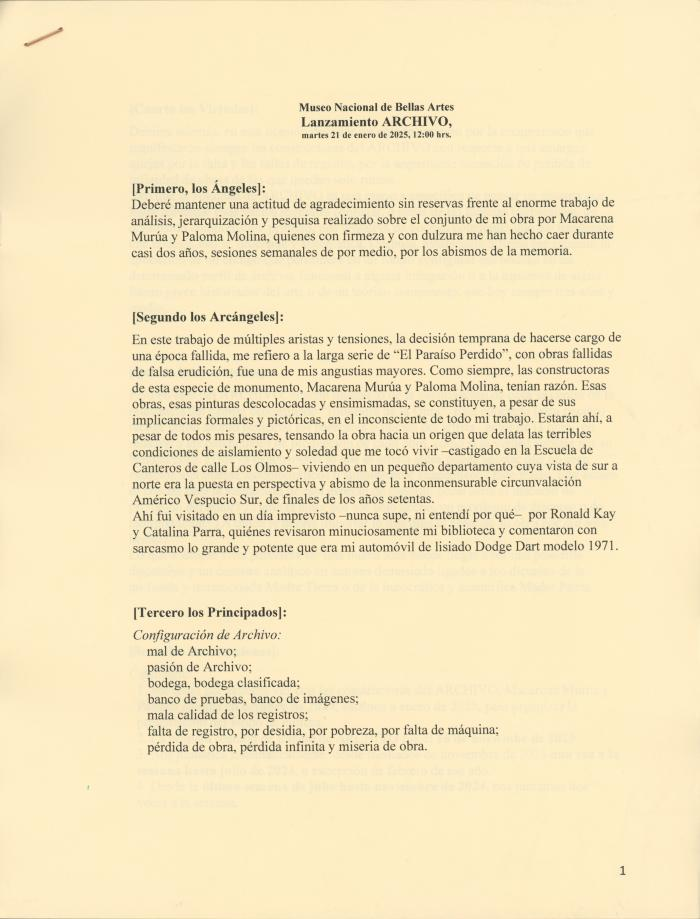 Museo Nacional de Bellas Artes
Lanzamiento ARCHIVO,
martes 21 de enero de 2025, 12:00 hrs.
[Primero, los Ángeles]:
Deberé mantener una actitud de agradecimiento sin reservas frente al enorme trabajo de
análisis, jerarquización y pesquisa realizado sobre el conjunto de mi obra por Macarena
Murúa y Paloma Molina, quienes con firmeza y con dulzura me han hecho caer durante
casi dos años, sesiones semanales de por medio, por los abismos de la memoria.
[Segundo los Arcángeles]:
En este trabajo de múltiples aristas y tensiones, la decisión temprana de hacerse cargo de
una época fallida, me refiero a la larga serie de “El Paraíso Perdido”, con obras fallidas
de falsa erudición, fue una de mis angustias mayores. Como siempre, las constructoras
de esta especie de monumento, Macarena Murúa y Paloma Molina, tenían razón. Esas
obras, esas pinturas descolocadas y ensimismadas, se constituyen, a pesar de sus
implicancias formales y pictóricas, en el inconsciente de todo mi trabajo. Estarán ahí, a
pesar de todos mis pesares, tensando la obra hacia un origen que delata las terribles
condiciones de aislamiento y soledad que me tocó vivir –castigado en la Escuela de
Canteros de calle Los Olmos– viviendo en un pequeño departamento cuya vista de sur a
norte era la puesta en perspectiva y abismo de la inconmensurable circunvalación
Américo Vespucio Sur, de finales de los años setentas.
Ahí fui visitado en un día imprevisto –nunca supe, ni entendí por qué– por Ronald Kay
y Catalina Parra, quiénes revisaron minuciosamente mi biblioteca y comentaron con
sarcasmo lo grande y potente que era mi automóvil de lisiado Dodge Dart modelo 1971.
[Tercero los Principados]:
Configuración de Archivo:
mal de Archivo;
pasión de Archivo;
bodega, bodega clasificada;
banco de pruebas, banco de imágenes;
mala calidad de los registros;
falta de registro, por desidia, por pobreza, por falta de máquina;
pérdida de obra, pérdida infinita y miseria de obra.
1